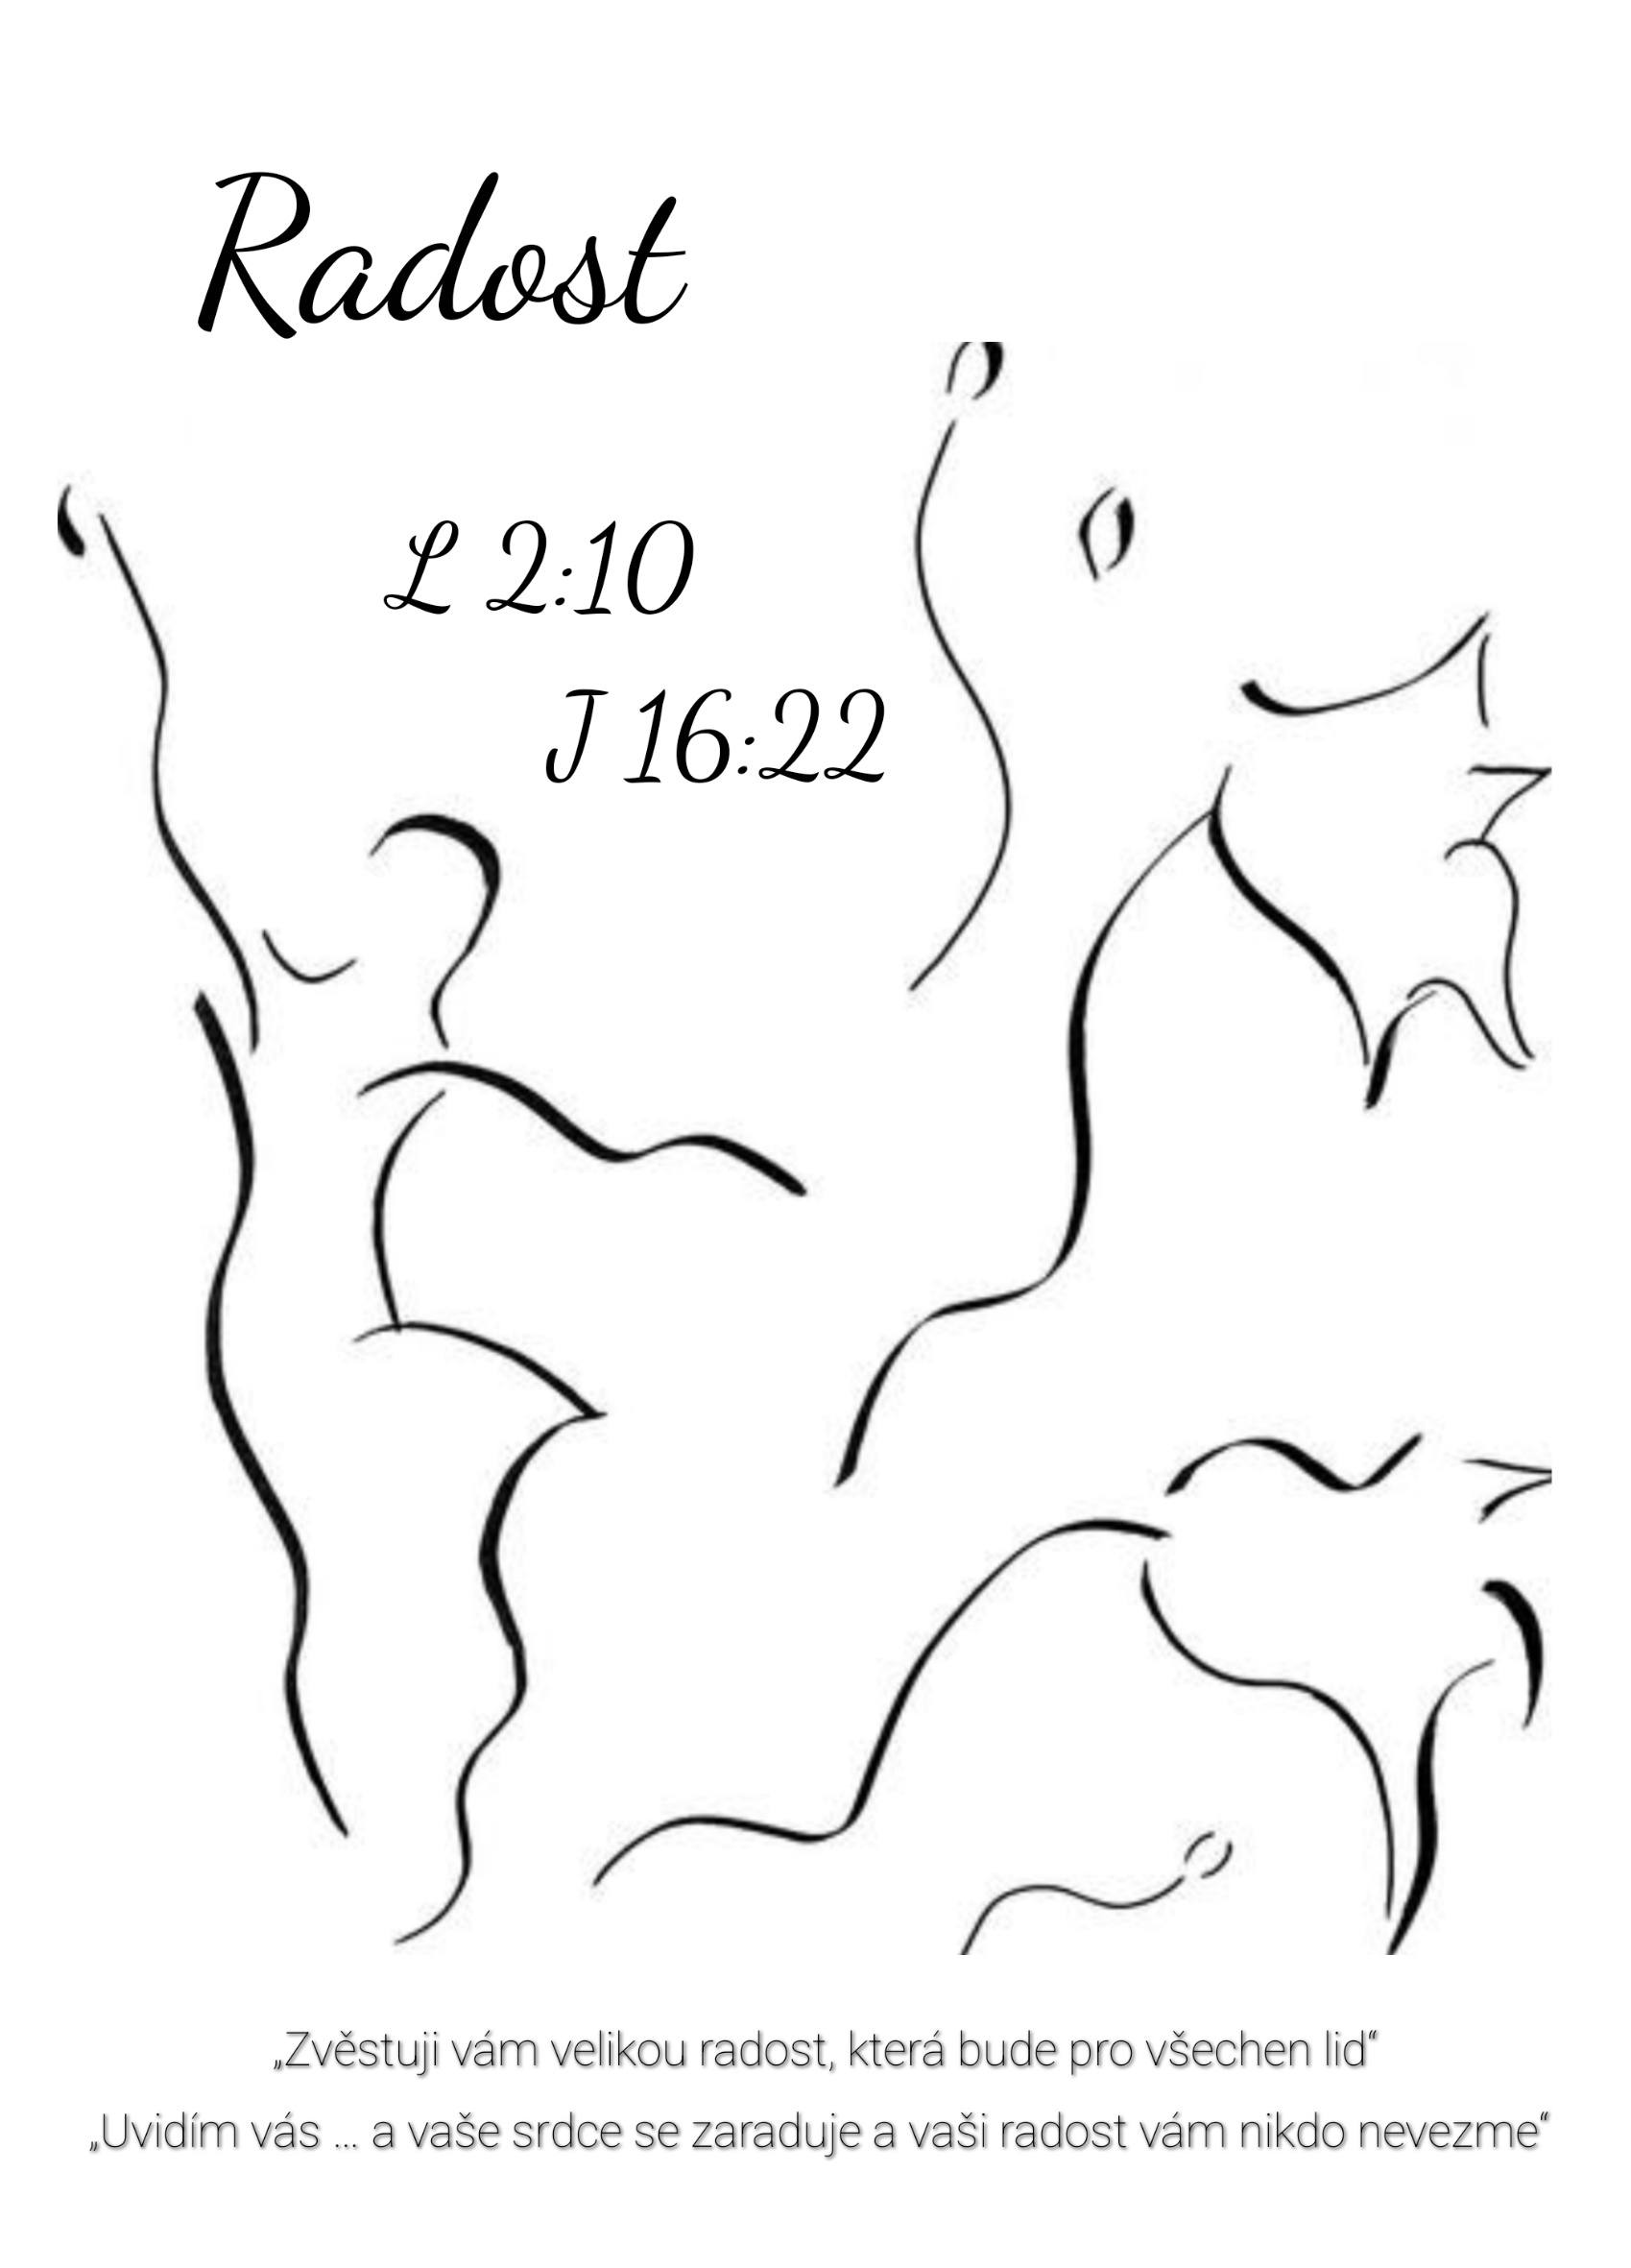 Radost
L 2:10
J 16:22
„Zvěstuji vám velikou radost, která bude pro všechen lid“
„Uvidím vás ... a vaše srdce se zaraduje a vaši radost vám nikdo nevezme“